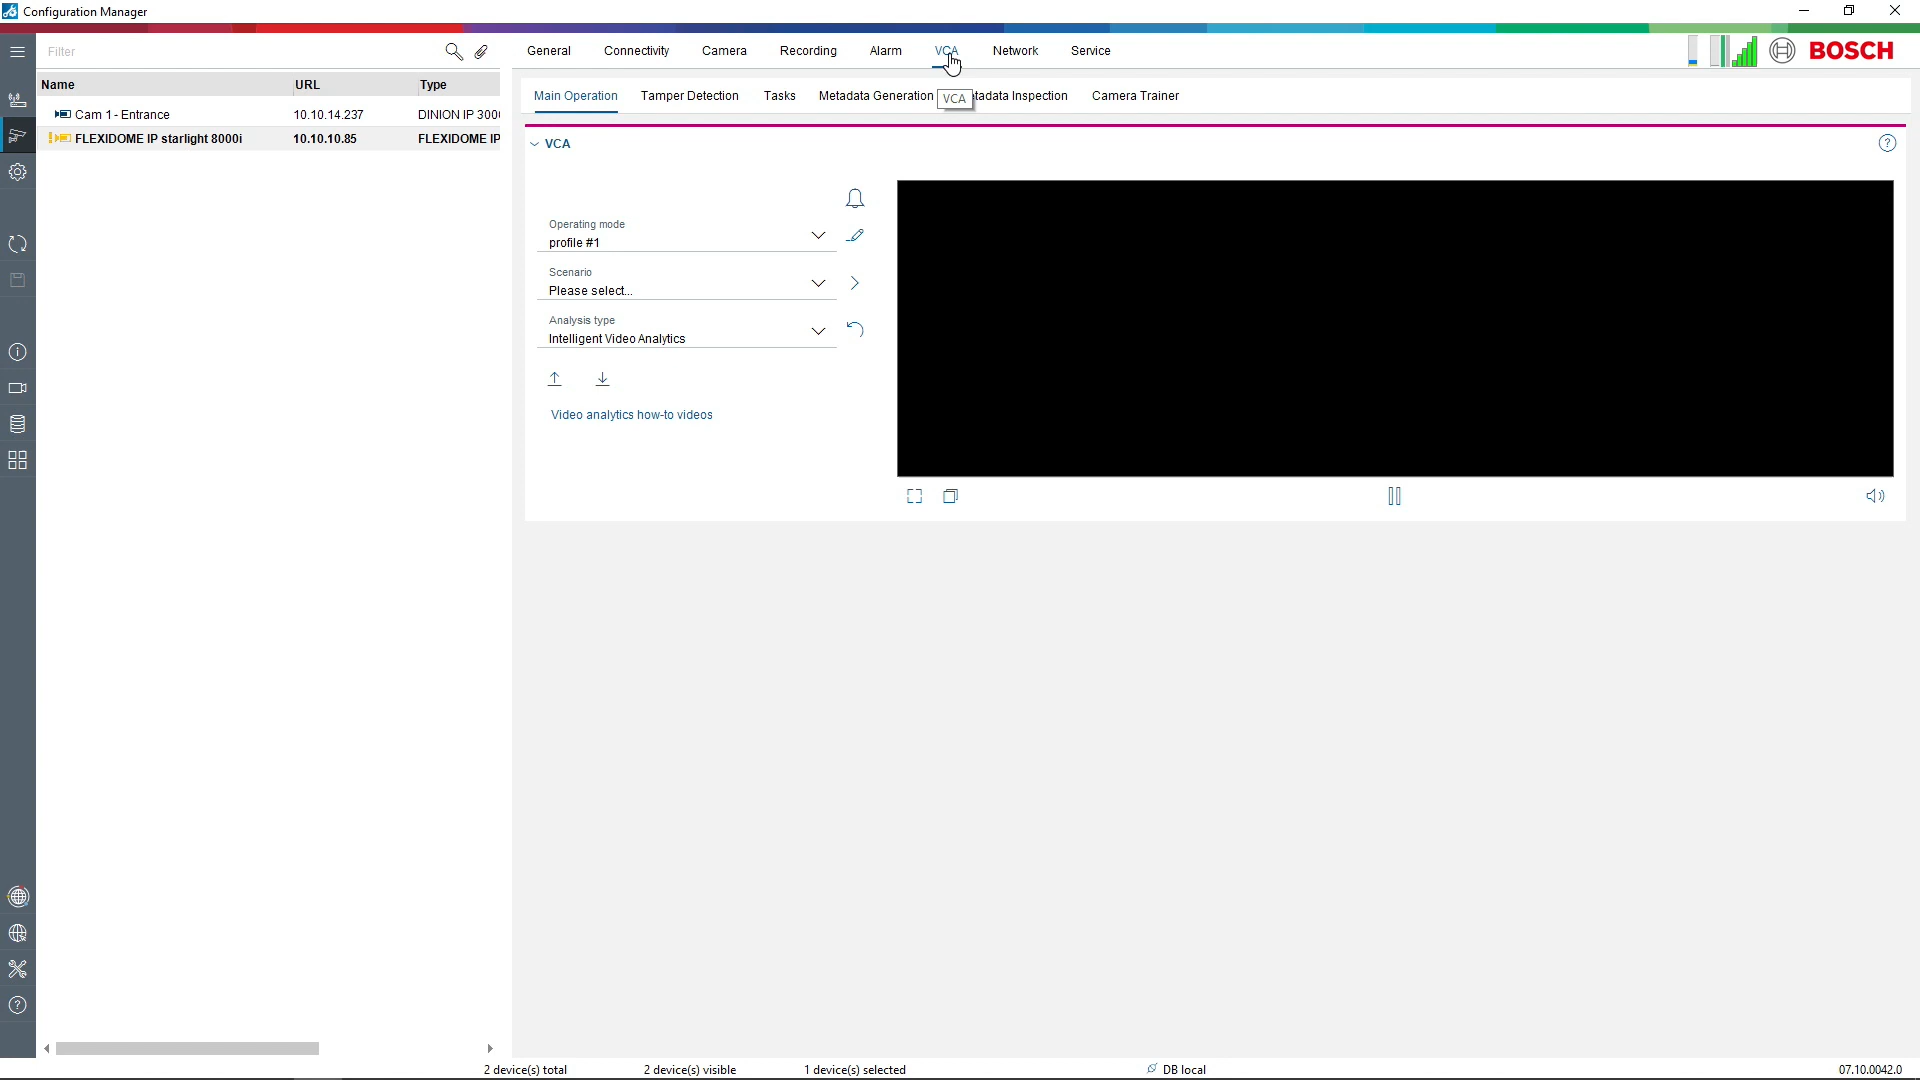 Configuration Manager
Filter
General Connectivity Camera Recording Alarm VCA Network Service
BOSCH
Name URL Type
Main Operation Tamper Detection Tasks Metadata Generation tadata Inspection Camera Trainer
VCA
Cam 1 - Entrance 10.10.14.237 DINION IP 300
FLEXIDOME IP starlight 8000i 10.10.10.85 FLEXIDOME IP
VCA
Operating mode
profile #1
Scenario
Please select...
Analysis type
Intelligent Video Analytics
Video analytics how-to videos
2 device(s) total 2 device(s) visible 1 device(s) selected DB local 07.10.0042.0